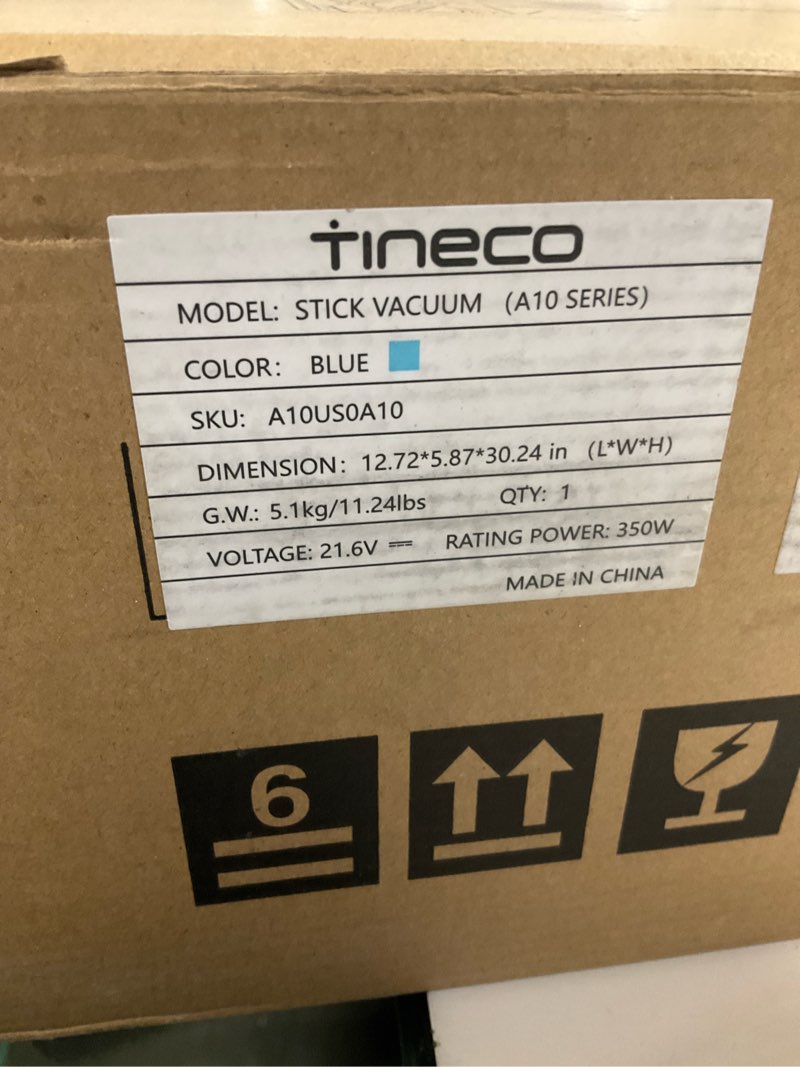 TINECO
MODEL: STICK VACUUM (A10 SERIES)
COLOR: BLUE
SKU: A10US0A10
DIMENSION: 12.72*5.87*30.24 in (L*W*H)
G.W.: 5.1kg/11.24lbs QTY: 1
VOLTAGE: 21.6V ⎓ RATING POWER: 350W
MADE IN CHINA
6